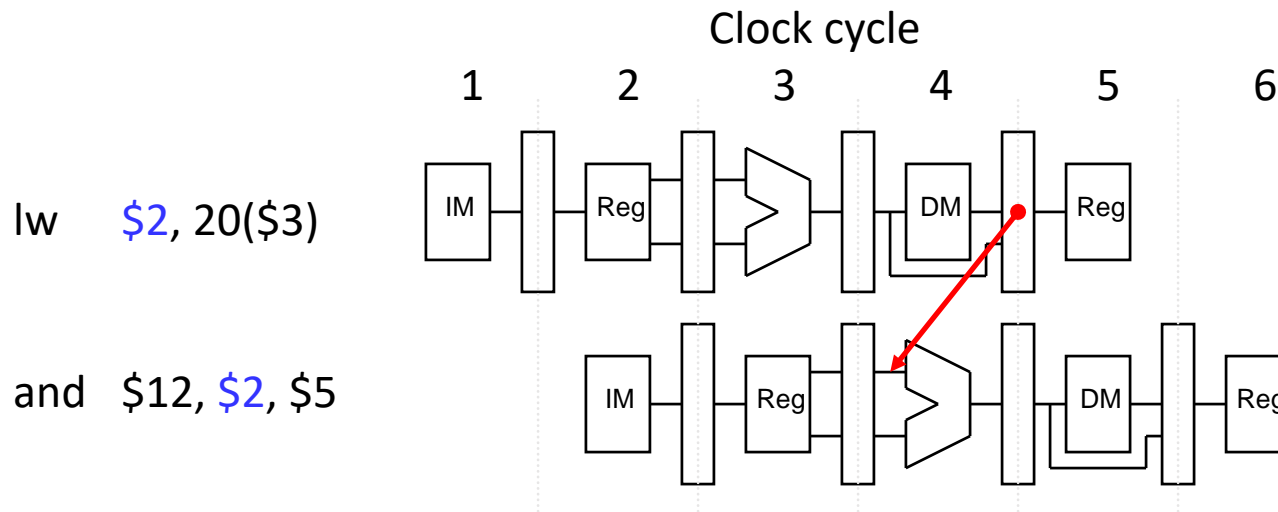 Clock cycle
1 2 3 4 5 6
lw $2, 20($3)
IM Reg DM Reg
and $12, $2, $5
IM Reg DM Reg